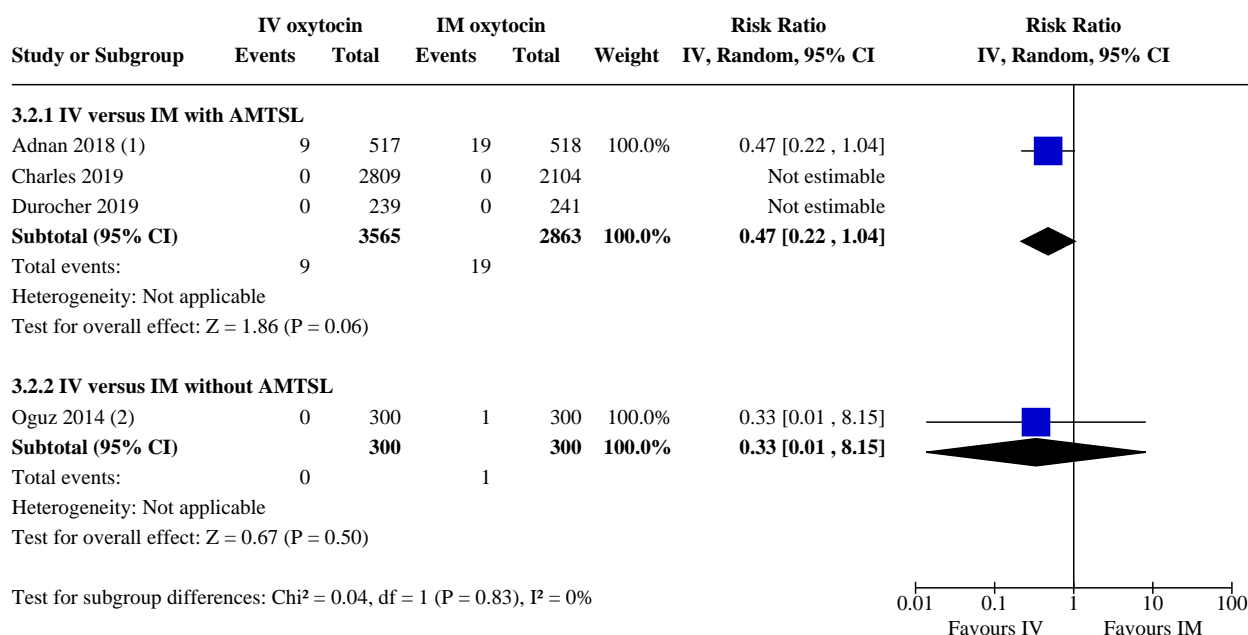 IV oxytocin IM oxytocin Risk Ratio Risk Ratio
Study or Subgroup Events Total Events Total Weight IV, Random, 95% CI IV, Random, 95% CI
3.2.1 IV versus IM with AMTSL
Adnan 2018 (1) 9 517 19 518 100.0% 0.47 [0.22 , 1.04]
Charles 2019 0 2809 0 2104 Not estimable
Durocher 2019 0 239 0 241 Not estimable
Subtotal (95% CI) 3565 2863 100.0% 0.47 [0.22 , 1.04]
Total events: 9 19
Heterogeneity: Not applicable
Test for overall effect: Z = 1.86 (P = 0.06)
3.2.2 IV versus IM without AMTSL
Oguz 2014 (2) 0 300 1 300 100.0% 0.33 [0.01 , 8.15]
Subtotal (95% CI) 300 300 100.0% 0.33 [0.01 , 8.15]
Total events: 0 1
Heterogeneity: Not applicable
Test for overall effect: Z = 0.67 (P = 0.50)
Test for subgroup differences: Chi² = 0.04, df = 1 (P = 0.83), I² = 0%
0.01 0.1 1 10 100
Favours IV Favours IM